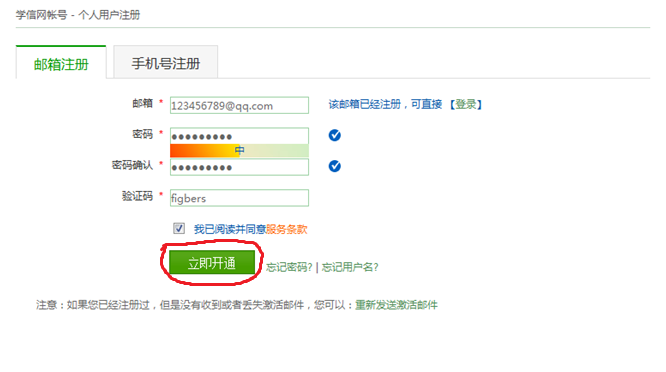 学信网帐号 - 个人用户注册
邮箱注册 手机号注册
邮箱 * 123456789@qq.com 该邮箱已经注册，可直接 【登录】
密码 * ●●●●●●●●●
中
密码确认 * ●●●●●●●●●
验证码 * figbers
我已阅读并同意服务条款
立即开通 忘记密码? | 忘记用户名?
注意：如果您已经注册过，但是没有收到或者丢失激活邮件，您可以：重新发送激活邮件